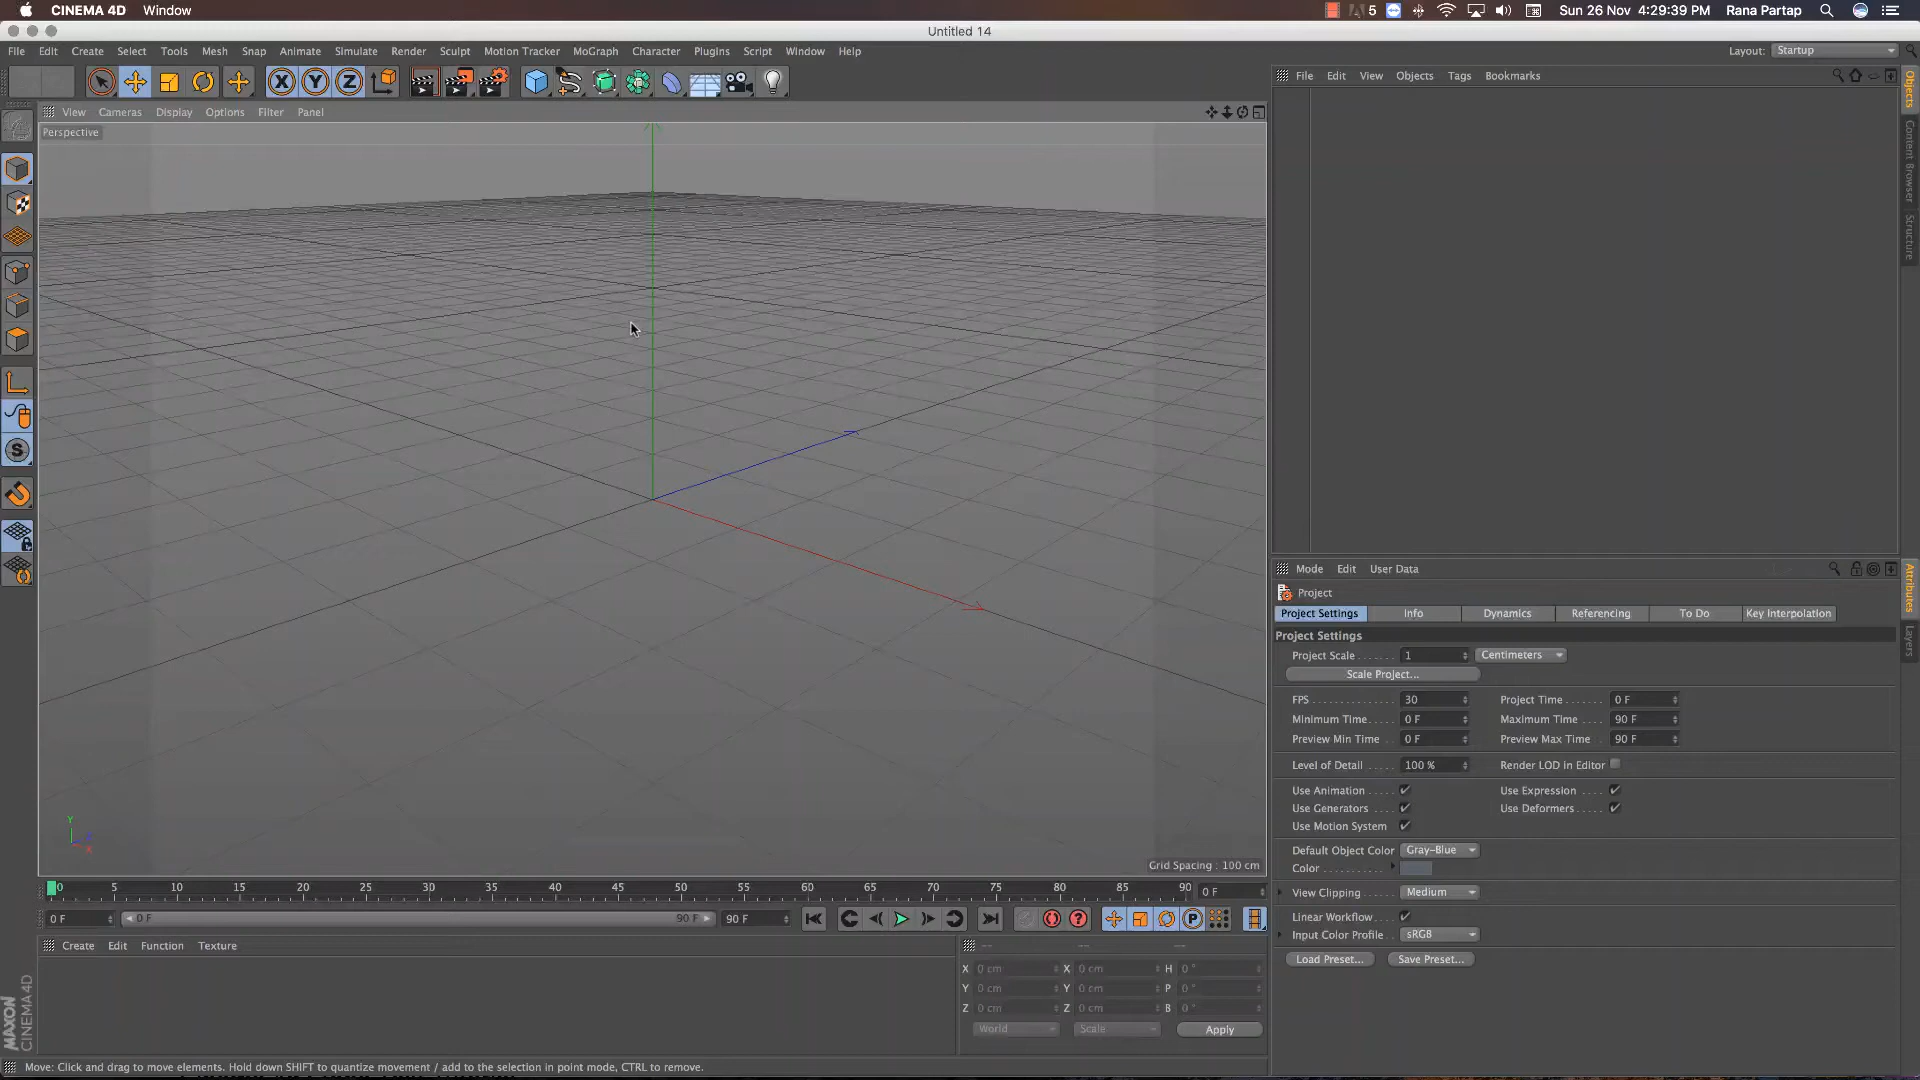 CINEMA 4D Window 5 Sun 26 Nov 4:29:39 PM Rana Partap
Untitled 14
File Edit Create Select Tools Mesh Snap Animate Simulate Render Sculpt Motion Tracker MoGraph Character Plugins Script Window Help Layout: Startup
X Y Z
File Edit View Objects Tags Bookmarks
View Cameras Display Options Filter Panel
Perspective
Objects
Content Browser
Structure
Mode Edit User Data
Project
Project Settings Info Dynamics Referencing To Do Key Interpolation
Project Settings
Project Scale 1 Centimeters
Scale Project...
FPS 30 Project Time 0 F
Minimum Time 0 F Maximum Time 90 F
Preview Min Time 0 F Preview Max Time 90 F
Level of Detail 100 % Render LOD in Editor
Use Animation Use Expression
Use Generators Use Deformers
Use Motion System
Default Object Color Gray-Blue
Color
View Clipping Medium
Linear Workflow
Input Color Profile sRGB
Load Preset... Save Preset...
Attributes
Layers
Y
X
Grid Spacing : 100 cm
0 5 10 15 20 25 30 35 40 45 50 55 60 65 70 75 80 85 90 0 F
0 F 0 F 90 F 90 F
Create Edit Function Texture
-- -- --
X 0 cm X 0 cm H 0 °
Y 0 cm Y 0 cm P 0 °
Z 0 cm Z 0 cm B 0 °
World Scale Apply
MAXON
CINEMA4D
Move: Click and drag to move elements. Hold down SHIFT to quantize movement / add to the selection in point mode, CTRL to remove.